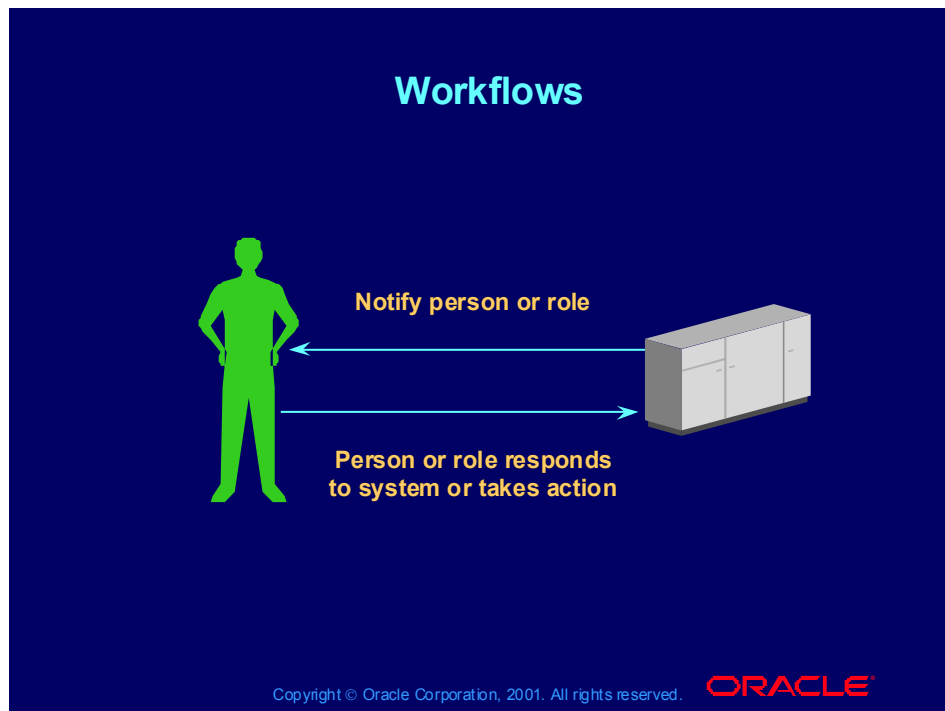 Workflows
Notify person or role
Person or role responds
to system or takes action
Copyright © Oracle Corporation, 2001. All rights reserved.
ORACLE®